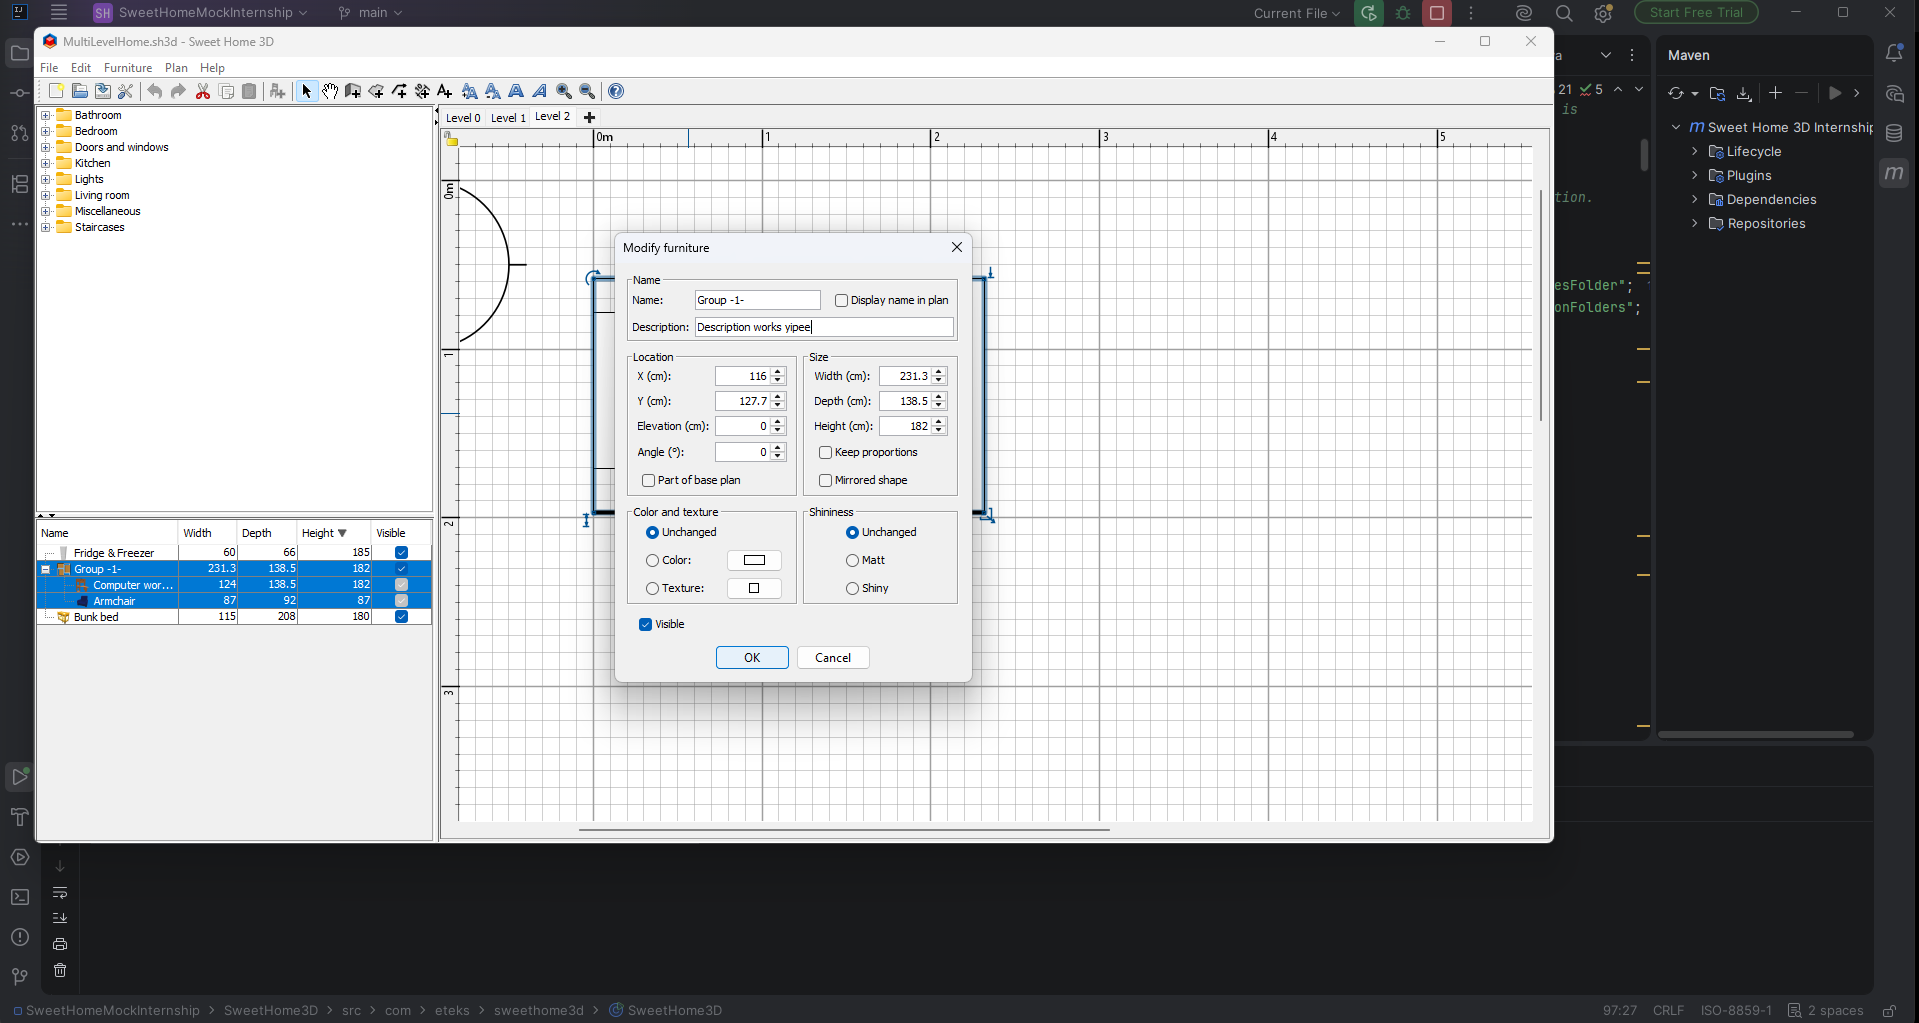 SH SweetHomeMockInternship main Current File Start Free Trial
MultiLevelHome.sh3d - Sweet Home 3D
File Edit Furniture Plan Help
Bathroom
Bedroom
Doors and windows
Kitchen
Lights
Living room
Miscellaneous
Staircases
Level 0 Level 1 Level 2
0m 1 2 3 4 5
0m
1
2
3
Modify furniture
Name
Name: Group -1- Display name in plan
Description: Description works yipee
Location
X (cm): 116
Y (cm): 127.7
Elevation (cm): 0
Angle (º): 0
Part of base plan
Size
Width (cm): 231.3
Depth (cm): 138.5
Height (cm): 182
Keep proportions
Mirrored shape
Color and texture
Unchanged
Color:
Texture:
Shininess
Unchanged
Matt
Shiny
Visible
OK Cancel
Name Width Depth Height Visible
Fridge & Freezer 60 66 185
Group -1- 231.3 138.5 182
Computer wor... 124 138.5 182
Armchair 87 92 87
Bunk bed 115 208 180
a
21 5
is
tion.
esFolder";
onFolders";
Maven
m Sweet Home 3D Internship
Lifecycle
Plugins
Dependencies
Repositories
m
SweetHomeMockInternship > SweetHome3D > src > com > eteks > sweethome3d > SweetHome3D
97:27 CRLF ISO-8859-1 2 spaces